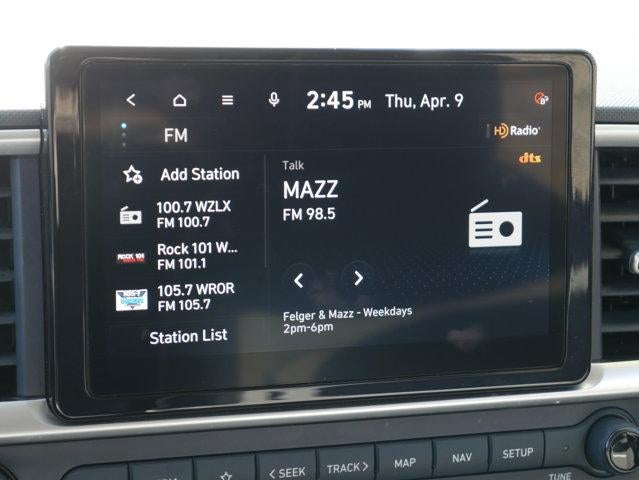 2:45 PM Thu, Apr. 9
FM
HD Radio
dts
Add Station
100.7 WZLX
FM 100.7
Rock 101 W...
FM 101.1
105.7 WROR
FM 105.7
Station List
Talk
MAZZ
FM 98.5
Felger & Mazz - Weekdays
2pm-6pm
< SEEK
TRACK >
MAP
NAV
SETUP
TUNE
ROCK 101